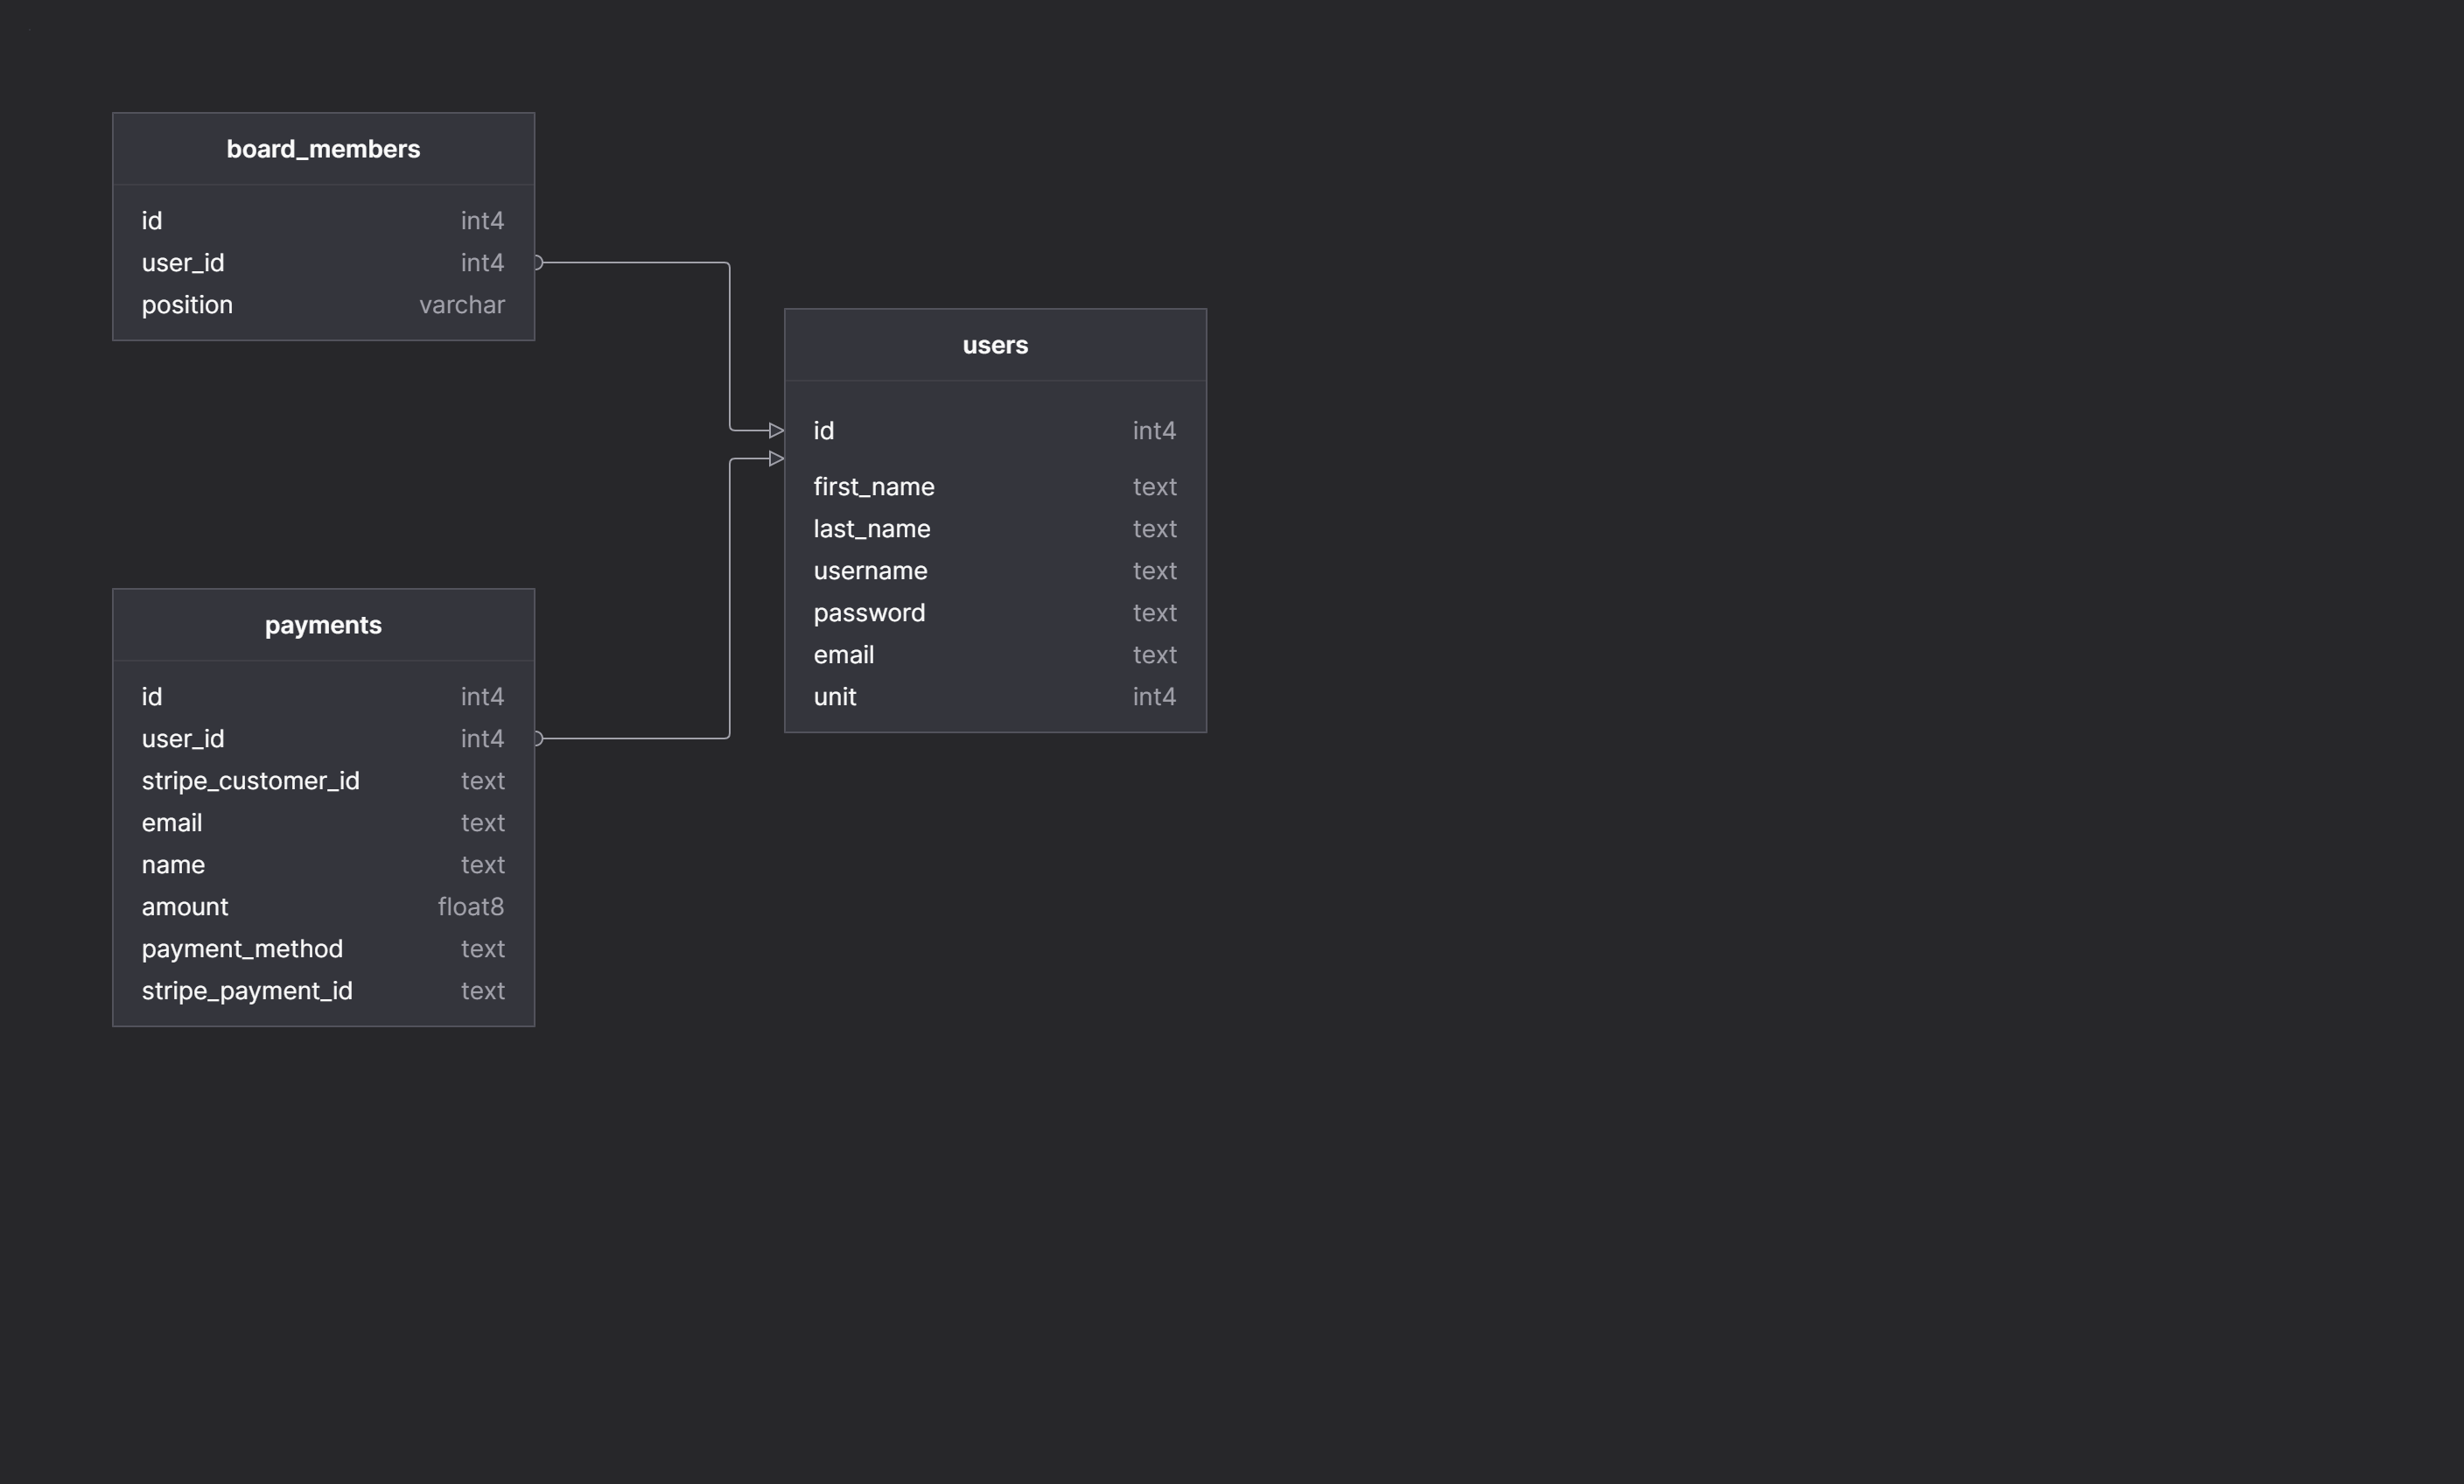 board_members
id int4
user_id int4
position varchar
users
id int4
first_name text
last_name text
username text
password text
email text
unit int4
payments
id int4
user_id int4
stripe_customer_id text
email text
name text
amount float8
payment_method text
stripe_payment_id text